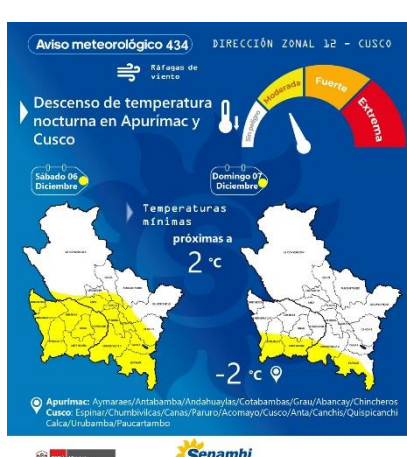 Aviso meteorológico 434
DIRECCIÓN ZONAL 12 - CUSCO
Ráfagas de
viento
Descenso de temperatura
nocturna en Apurímac y
Cusco
Sin peligro
Moderada
Fuerte
Extrema
Sábado 06
Diciembre
Domingo 07
Diciembre
Temperaturas
mínimas
próximas a
2 °C
-2 °C
Apurímac: Aymaraes/Antabamba/Andahuaylas/Cotabambas/Grau/Abancay/Chincheros
Cusco: Espinar/Chumbivilcas/Canas/Paruro/Acomayo/Cusco/Anta/Canchis/Quispicanchi
Calca/Urubamba/Paucartambo
Senamhi